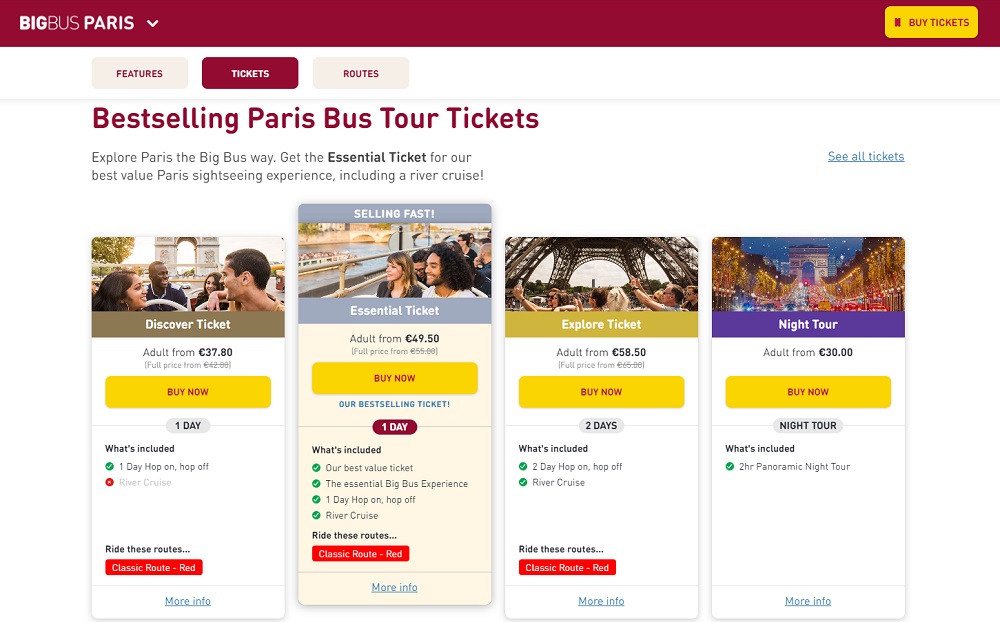 BIGBUS PARIS
BUY TICKETS
FEATURES
TICKETS
ROUTES
Bestselling Paris Bus Tour Tickets
Explore Paris the Big Bus way. Get the Essential Ticket for our
best value Paris sightseeing experience, including a river cruise!
See all tickets
Discover Ticket
Adult from €37.80
(Full price from €42.00)
BUY NOW
1 DAY
What's included
1 Day Hop on, hop off
River Cruise
Ride these routes...
Classic Route - Red
More info
SELLING FAST!
Essential Ticket
Adult from €49.50
(Full price from €55.00)
BUY NOW
OUR BESTSELLING TICKET!
1 DAY
What's included
Our best value ticket
The essential Big Bus Experience
1 Day Hop on, hop off
River Cruise
Ride these routes...
Classic Route - Red
More info
Explore Ticket
Adult from €58.50
(Full price from €65.00)
BUY NOW
2 DAYS
What's included
2 Day Hop on, hop off
River Cruise
Ride these routes...
Classic Route - Red
More info
Night Tour
Adult from €30.00
BUY NOW
NIGHT TOUR
What's included
2hr Panoramic Night Tour
More info